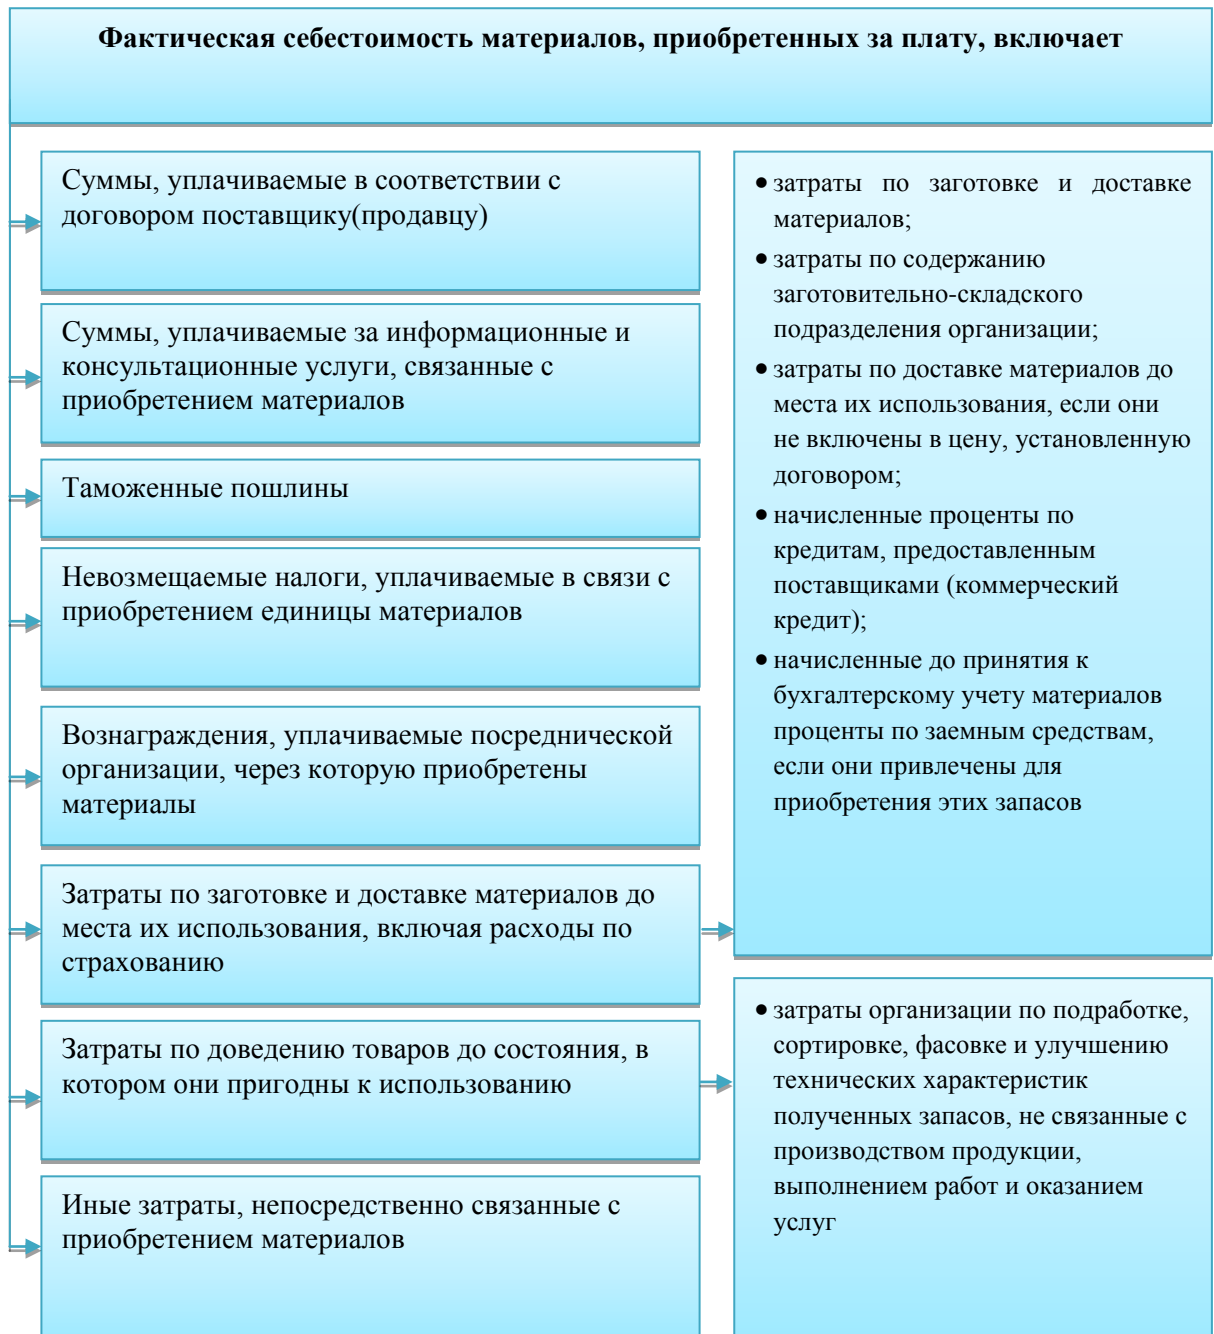 Фактическая себестоимость материалов, приобретенных за плату, включает
Суммы, уплачиваемые в соответствии с
договором поставщику(продавцу)
Суммы, уплачиваемые за информационные и
консультационные услуги, связанные с
приобретением материалов
Таможенные пошлины
Невозмещаемые налоги, уплачиваемые в связи с
приобретением единицы материалов
Вознаграждения, уплачиваемые посреднической
организации, через которую приобретены
материалы
Затраты по заготовке и доставке материалов до
места их использования, включая расходы по
страхованию
Затраты по доведению товаров до состояния, в
котором они пригодны к использованию
Иные затраты, непосредственно связанные с
приобретением материалов
• затраты по заготовке и доставке
материалов;
• затраты по содержанию
заготовительно-складского
подразделения организации;
• затраты по доставке материалов до
места их использования, если они
не включены в цену, установленную
договором;
• начисленные проценты по
кредитам, предоставленным
поставщиками (коммерческий
кредит);
• начисленные до принятия к
бухгалтерскому учету материалов
проценты по заемным средствам,
если они привлечены для
приобретения этих запасов
• затраты организации по подработке,
сортировке, фасовке и улучшению
технических характеристик
полученных запасов, не связанные с
производством продукции,
выполнением работ и оказанием
услуг